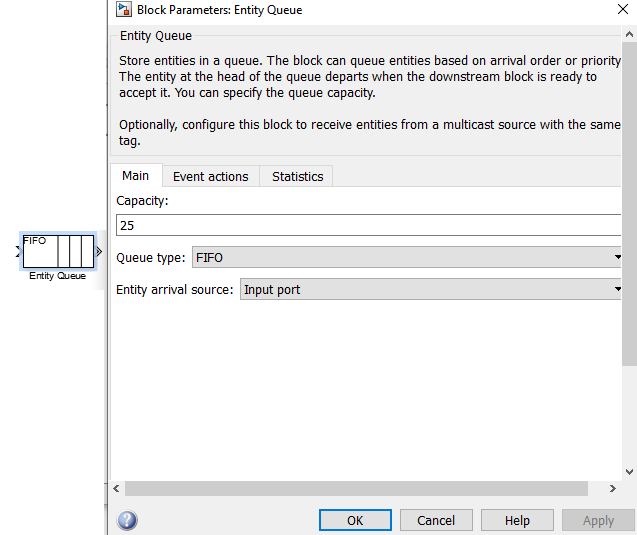 Block Parameters: Entity Queue
Entity Queue
Store entities in a queue. The block can queue entities based on arrival order or priority
The entity at the head of the queue departs when the downstream block is ready to
accept it. You can specify the queue capacity.
Optionally, configure this block to receive entities from a multicast source with the same
tag.
Main Event actions Statistics
Capacity:
25
Queue type: FIFO
Entity arrival source: Input port
FIFO
Entity Queue
OK Cancel Help Apply